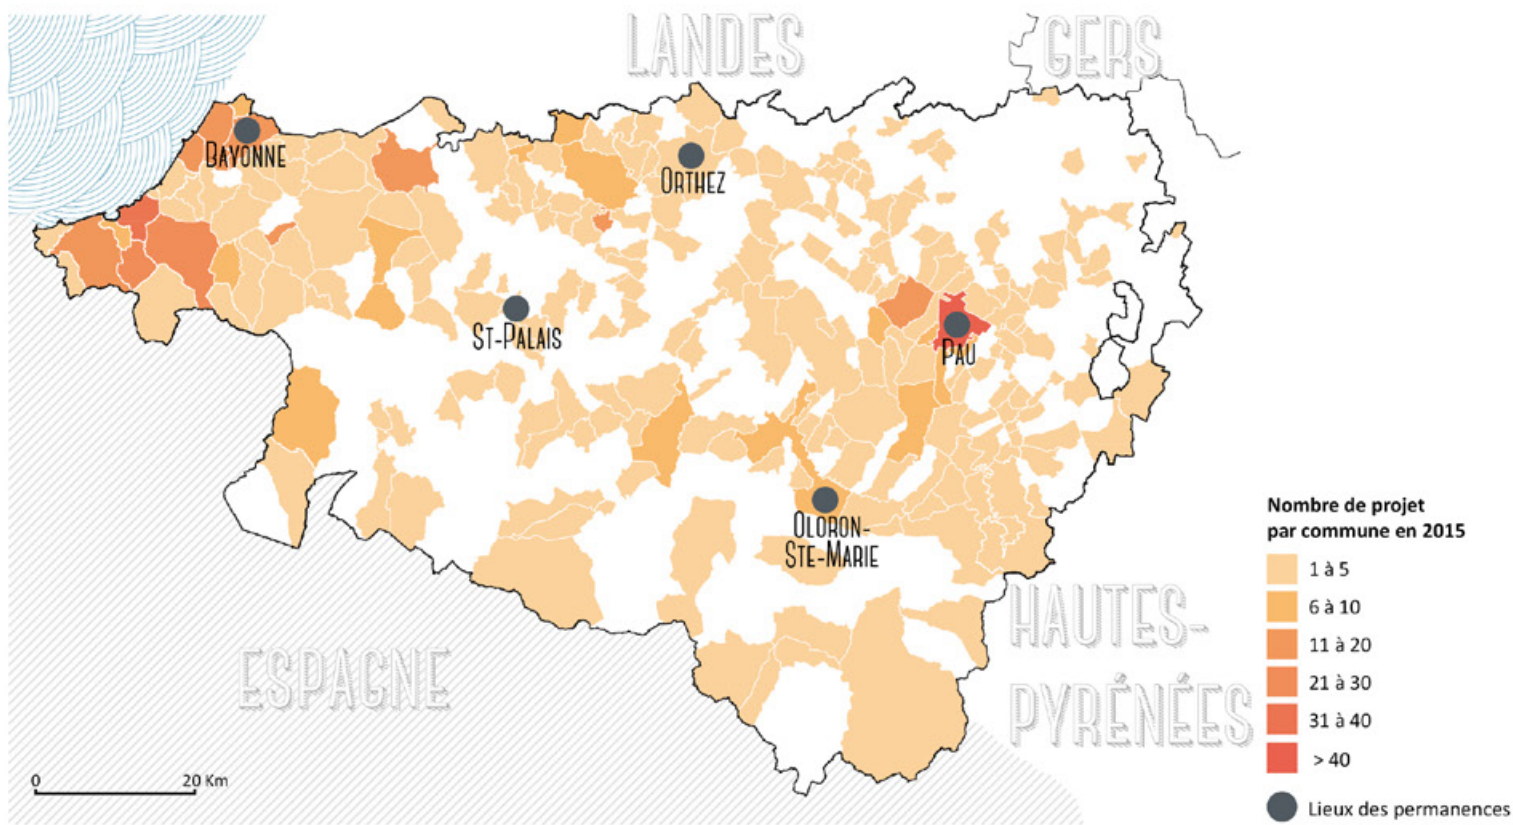 LANDES
GERS
BAYONNE
ORTHEZ
ST-PALAIS
PAU
OLORON-
STE-MARIE
ESPAGNE
HAUTES-
PYRÉNÉES
0
20 Km
Nombre de projet
par commune en 2015
1 à 5
6 à 10
11 à 20
21 à 30
31 à 40
> 40
Lieux des permanences